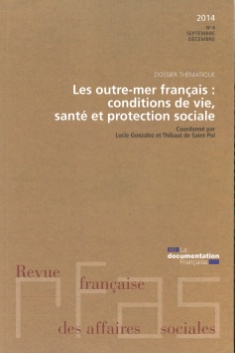 2014
N° 4
SEPTEMBRE
DÉCEMBRE
DOSSIER THÉMATIQUE
Les outre-mer français :
conditions de vie,
santé et protection sociale
Coordonné par
Lucie Gonzalez et Thibaut de Saint Pol
La
documentation
Française
Revue française
rfas
des affaires sociales